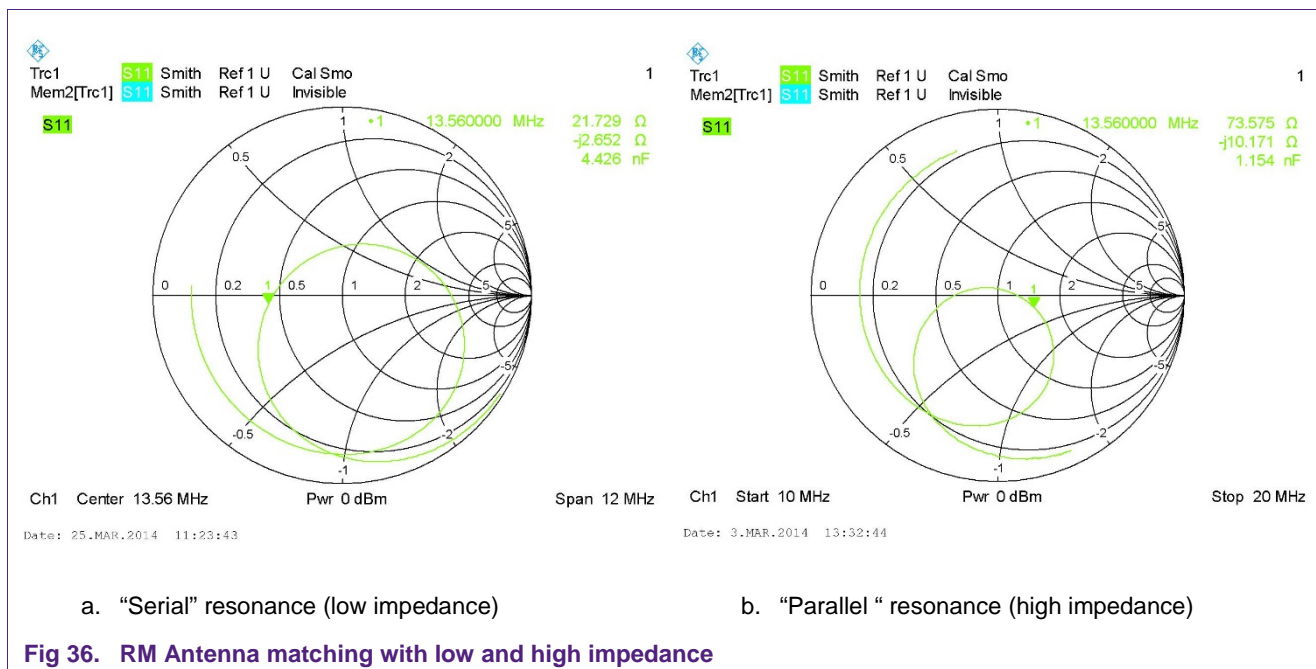 Trc1 S11 Smith Ref 1 U Cal Smo 1
Mem2[Trc1] S11 Smith Ref 1 U Invisible
S11
•1 13.560000 MHz 21.729 Ω
-j2.652 Ω
4.426 nF
1
0.5
2
5
0 0.2 0.5 1 2 5
1
-5
-0.5
-2
-1
Ch1 Center 13.56 MHz Pwr 0 dBm Span 12 MHz
Date: 25.MAR.2014 11:23:43
Trc1 S11 Smith Ref 1 U Cal Smo 1
Mem2[Trc1] S11 Smith Ref 1 U Invisible
S11
•1 13.560000 MHz 73.575 Ω
-j10.171 Ω
1.154 nF
1
0.5
2
5
0 0.2 0.5 1 2 5
1
-5
-0.5
-2
-1
Ch1 Start 10 MHz Pwr 0 dBm Stop 20 MHz
Date: 3.MAR.2014 13:32:44
a. “Serial” resonance (low impedance)
b. “Parallel “ resonance (high impedance)
Fig 36. RM Antenna matching with low and high impedance